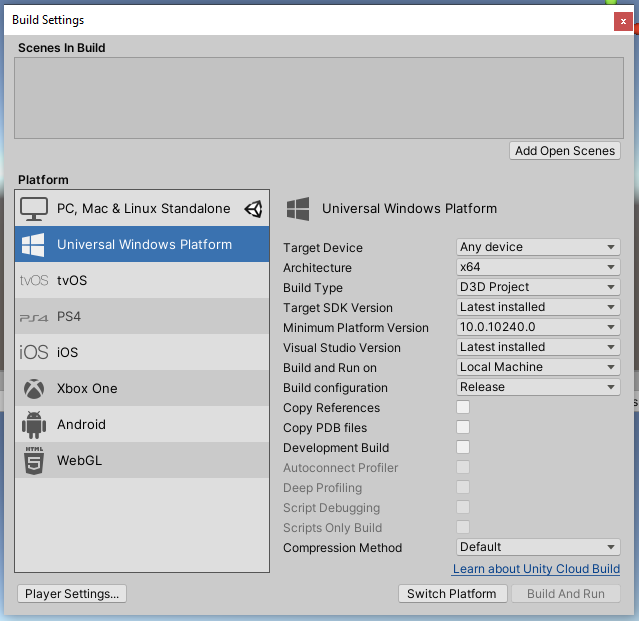 Build Settings
x
Scenes In Build
Add Open Scenes
Platform
PC, Mac & Linux Standalone
Universal Windows Platform
tvOS tvOS
PS4 PS4
iOS iOS
Xbox One
Android
HTML 5 WebGL
Universal Windows Platform
Target Device Any device
Architecture x64
Build Type D3D Project
Target SDK Version Latest installed
Minimum Platform Version 10.0.10240.0
Visual Studio Version Latest installed
Build and Run on Local Machine
Build configuration Release
Copy References
Copy PDB files
Development Build
Autoconnect Profiler
Deep Profiling
Script Debugging
Scripts Only Build
Compression Method Default
Learn about Unity Cloud Build
Player Settings... Switch Platform Build And Run